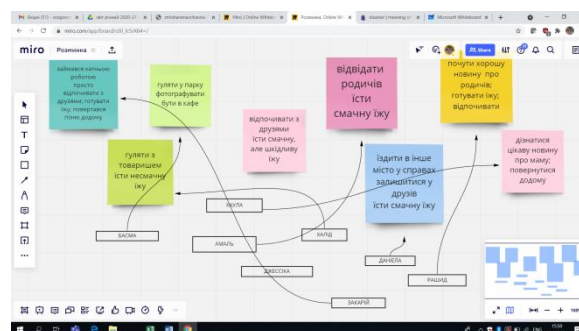 miro
Розминка
Share
займався хатньою
роботою
просто
відпочивати з
друзями; готувати
їжу; повертався
пізно додому
гуляти у парку
фотографувати
бути в кафе
гуляти з
товаришем
їсти несмачну
їжу
відпочивати з
друзями
їсти смачну,
але шкідливу
їжу
відвідати
родичів
їсти
смачну їжу
їздити в інше
місто у справах
залишитися у
друзів
їсти смачну їжу
почути хорошу
новину про
родичів;
готувати їжу;
відпочивати
дізнатися
цікаву новину
про маму;
повернутися
додому
БАСМА
АМАЛЬ
ХАЛІД
ДЖЕССІКА
ДАНІЕЛА
РАШИД
ЗАКАРІЙ